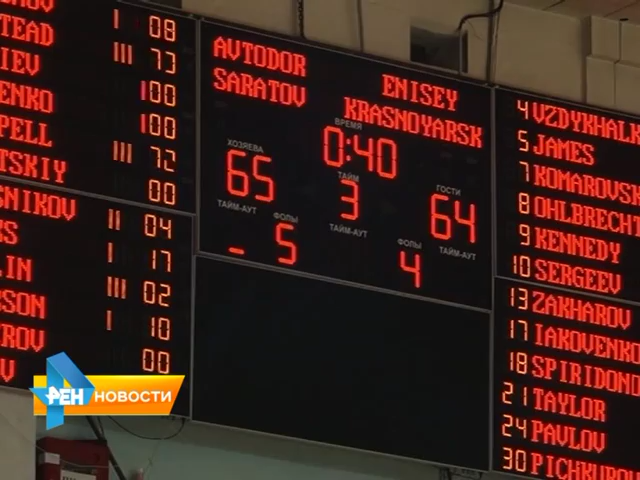 TEAD I 08
IEV III 73
ENKO I 00
PELL I 00
TSKIY III 72
00
SNIKOV II 04
I 17
LIN III 02
RSON I 10
ROV 00
AVTODOR
SARATOV
ENISEY
KRASNOYARSK
ВРЕМЯ
0:40
ХОЗЯЕВА
65
ТАЙМ
3
ГОСТИ
64
ТАЙМ-АУТ
ФОЛЫ
5
ТАЙМ-АУТ
ФОЛЫ
4
ТАЙМ-АУТ
4 VZDYKHALK
5 JAMES
7 KOMAROVSK
8 OHLBRECHT
9 KENNEDY
10 SERGEEV
13 ZAKHAROV
17 IAKOVENKO
18 SPIRIDONO
21 TAYLOR
24 PAVLOV
30 PICHKUROV
РЕН НОВОСТИ